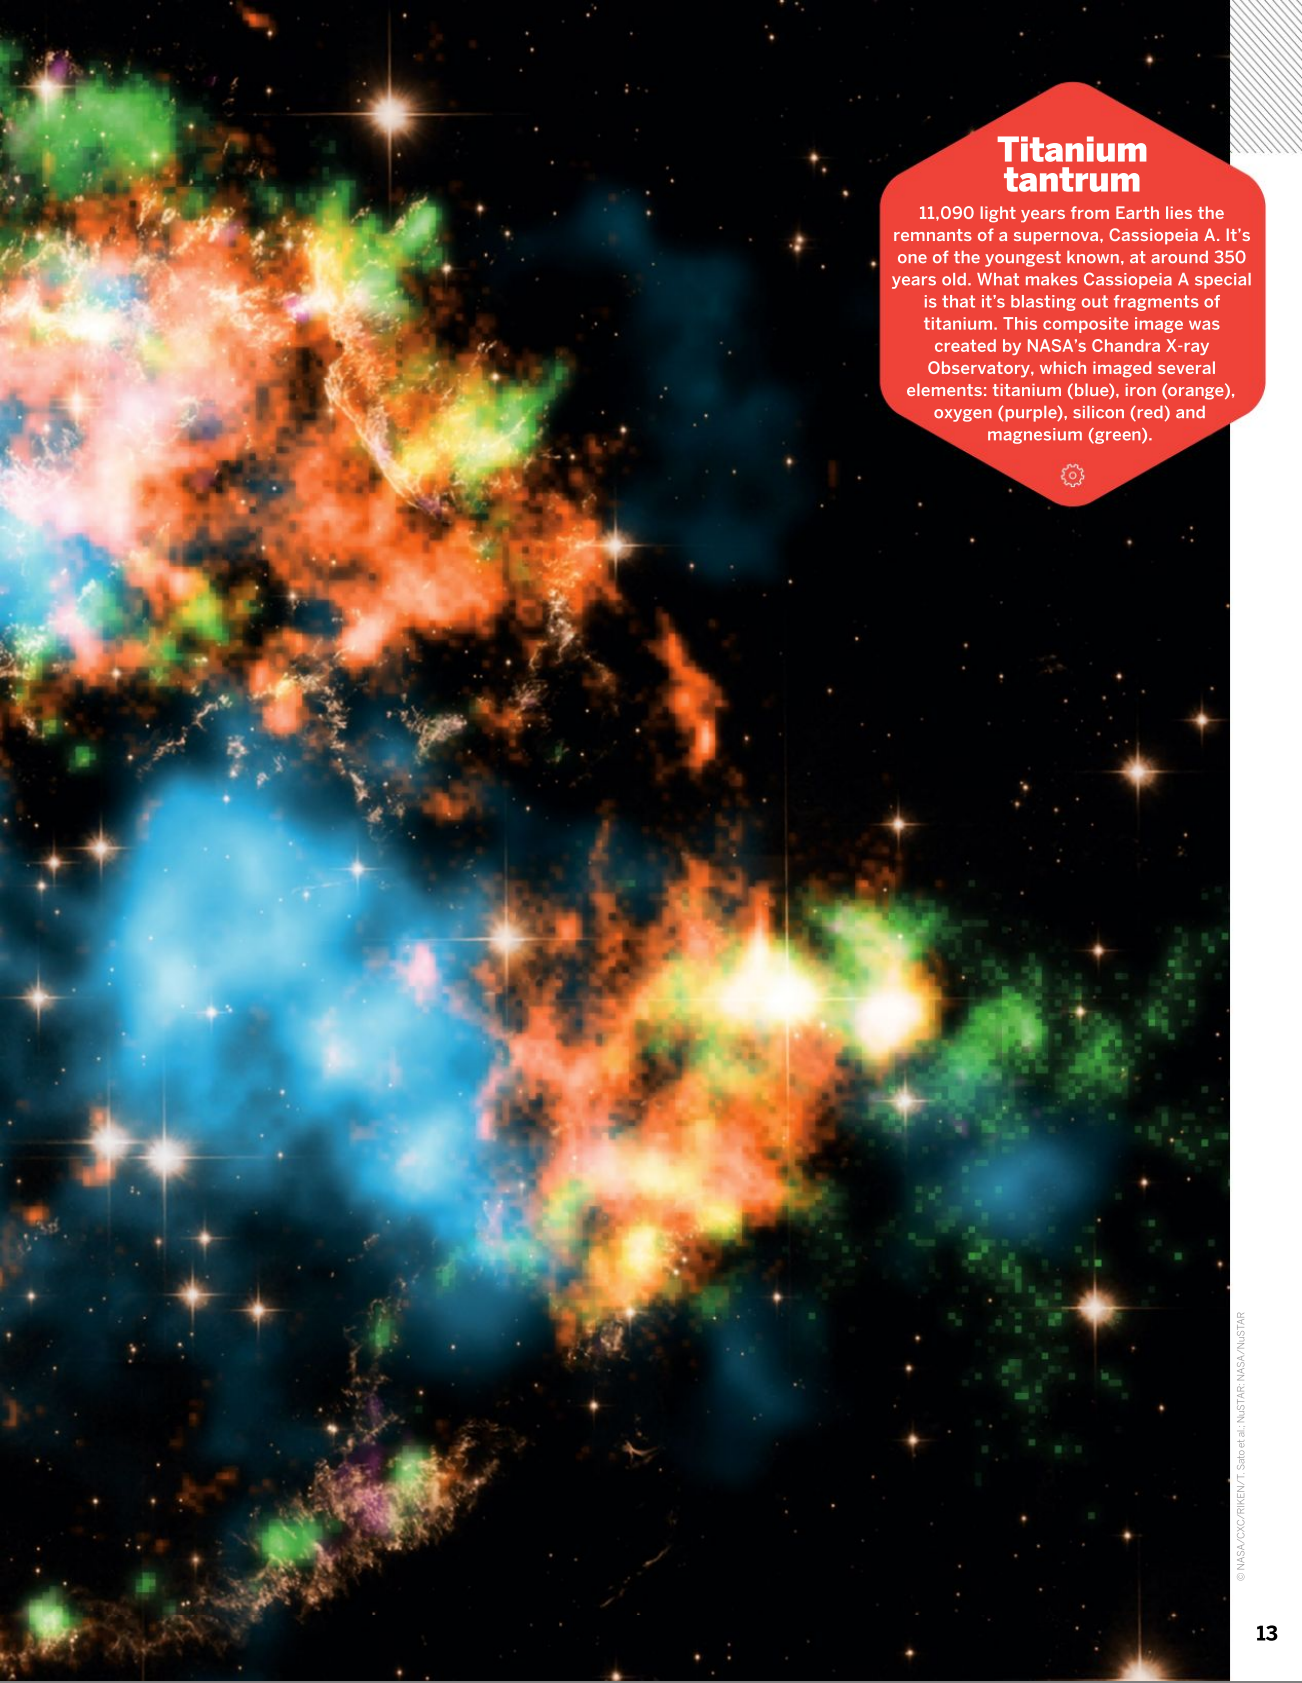 Titanium
tantrum
11,090 light years from Earth lies the
remnants of a supernova, Cassiopeia A. It’s
one of the youngest known, at around 350
years old. What makes Cassiopeia A special
is that it’s blasting out fragments of
titanium. This composite image was
created by NASA’s Chandra X-ray
Observatory, which imaged several
elements: titanium (blue), iron (orange),
oxygen (purple), silicon (red) and
magnesium (green).
© NASA/CXC/RIKEN/T. Sato et al.; NuSTAR: NASA/NuSTAR
13